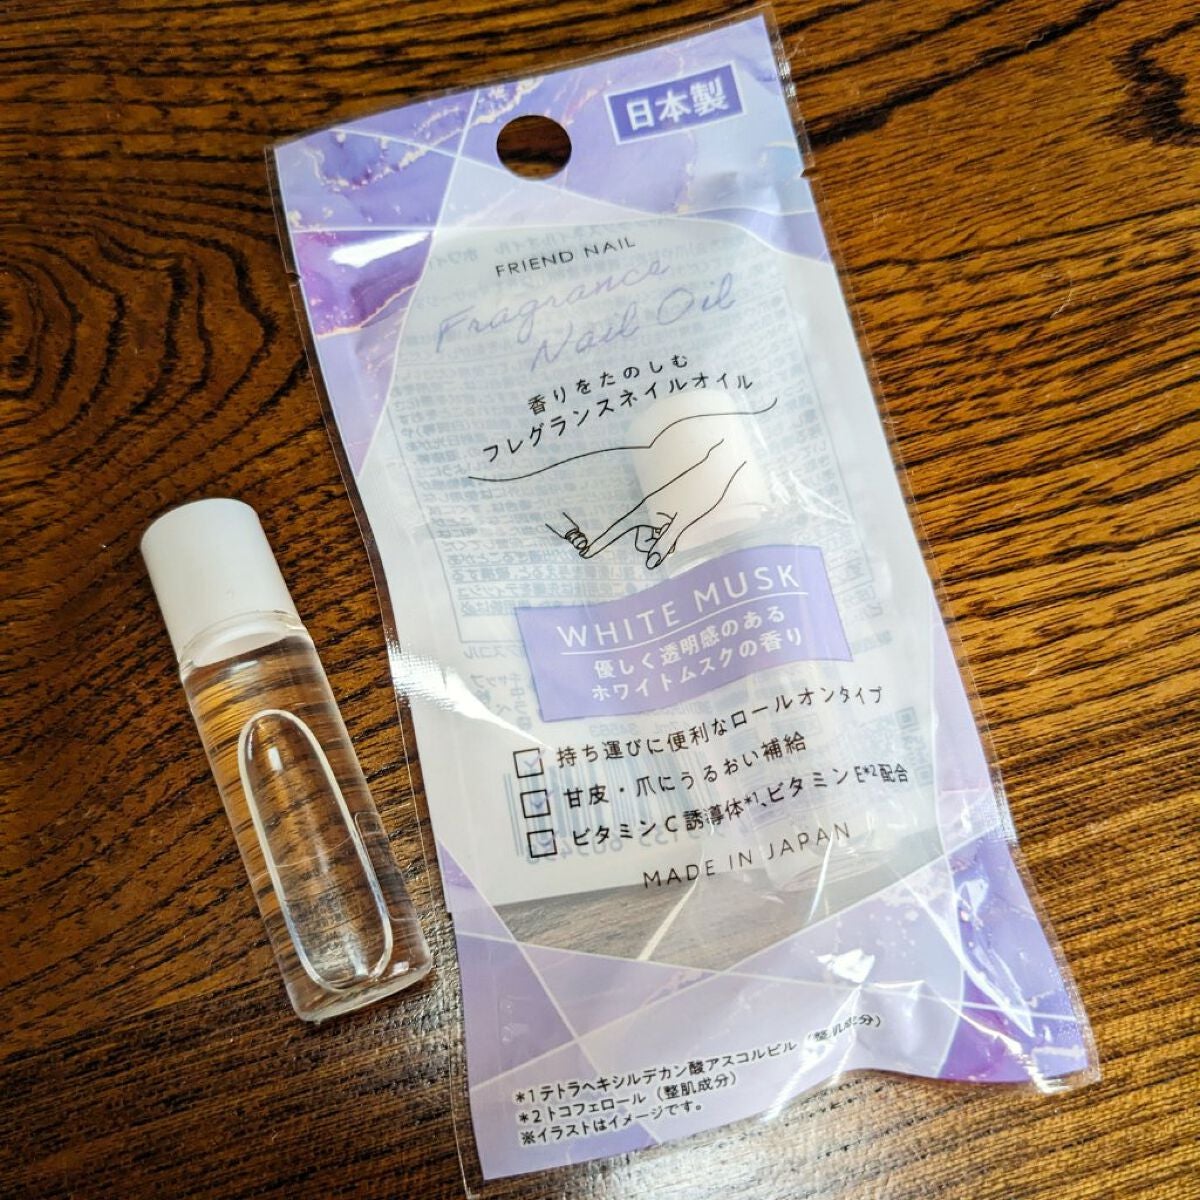 日本製
FRIEND NAIL
Fragrance
Nail Oil
香りをたのしむ
フレグランスネイルオイル
WHITE MUSK
優しく透明感のある
ホワイトムスクの香り
持ち運びに便利なロールオンタイプ
甘皮・爪にうるおい補給
ビタミンC誘導体*1、ビタミンE*2配合
MADE IN JAPAN
*1テトラヘキシルデカン酸アスコルビル(整肌成分)
*2トコフェロール(整肌成分)
※イラストはイメージです。